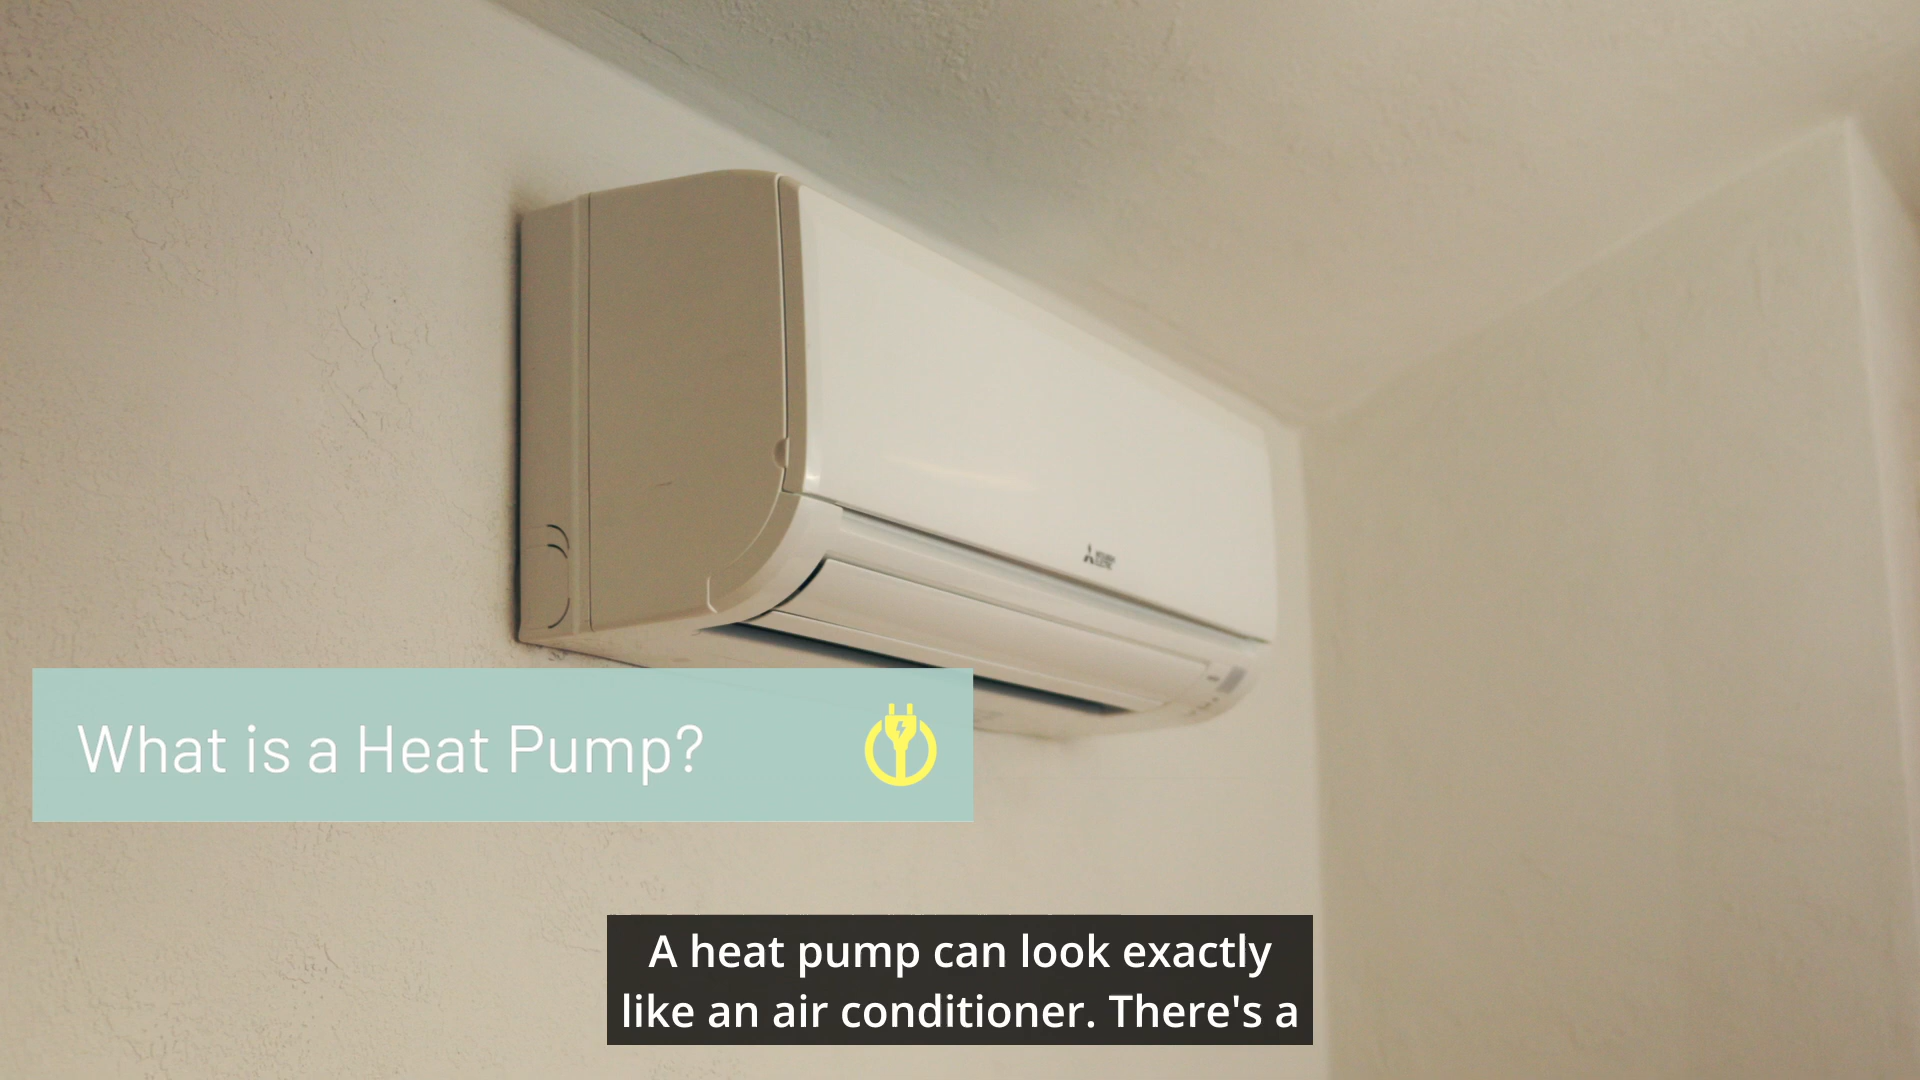 What is a Heat Pump?
A heat pump can look exactly
like an air conditioner. There's a